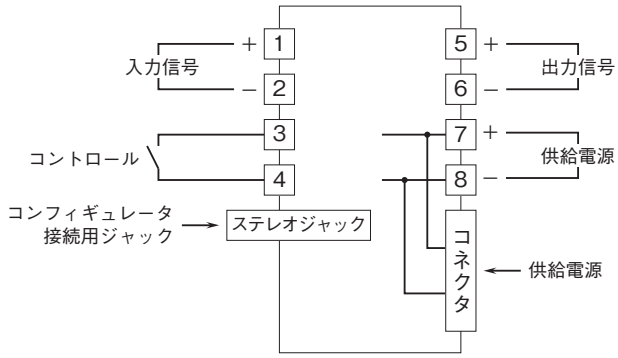 入力信号
+ 1
− 2
コントロール
3
4
コンフィギュレータ
接続用ジャック
ステレオジャック
5 +
6 −
出力信号
7 +
8 −
供給電源
コネクタ
供給電源